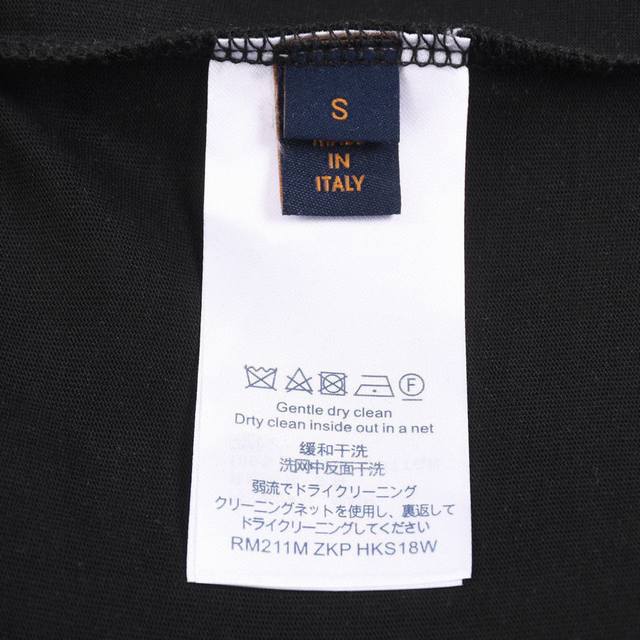 S
MADE
IN
ITALY
F
Gentle dry clean
Drty clean inside out in a net
缓和干洗
洗网中反面干洗
弱流でドライクリーニング
クリーニングネットを使用し、裏返して
ドライクリーニングしてください
RM211M ZKP HKS18W